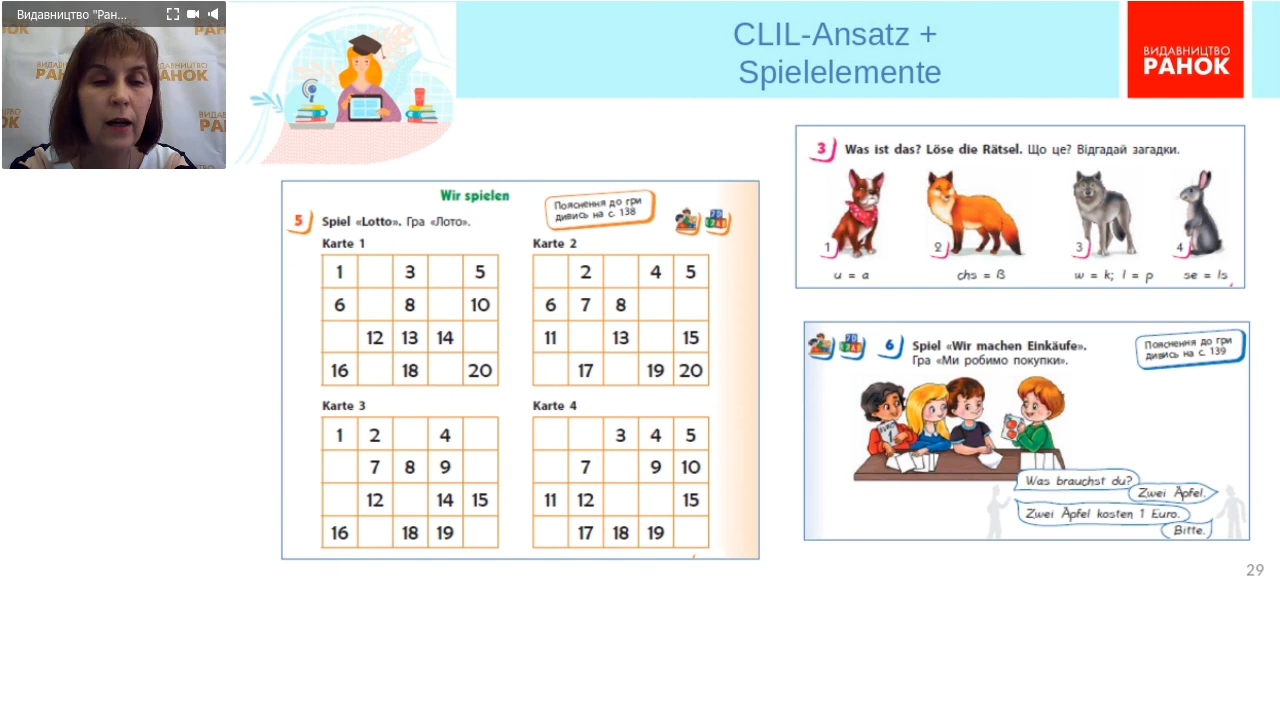 Видавництво "Ран...
CLIL-Ansatz +
Spielelemente
ВИДАВНИЦТВО
РАНОК
Wir spielen
Пояснення до гри
дивись на с. 138
5 Spiel «Lotto». Гра «Лото».
Karte 1
1 3 5
6 8 10
12 13 14
16 18 20
Karte 2
2 4 5
6 7 8
11 13 15
17 19 20
Karte 3
1 2 4
7 8 9
12 14 15
16 18 19
Karte 4
3 4 5
7 9 10
11 12 15
17 18 19
3 Was ist das? Löse die Rätsel. Що це? Відгадай загадки.
1 2 3 4
u = a chs = ß w = k; l = p se = ls
6 Spiel «Wir machen Einkäufe».
Гра «Ми робимо покупки».
Пояснення до гри
дивись на с. 139
Was brauchst du?
Zwei Äpfel.
Zwei Äpfel kosten 1 Euro.
Bitte.
29